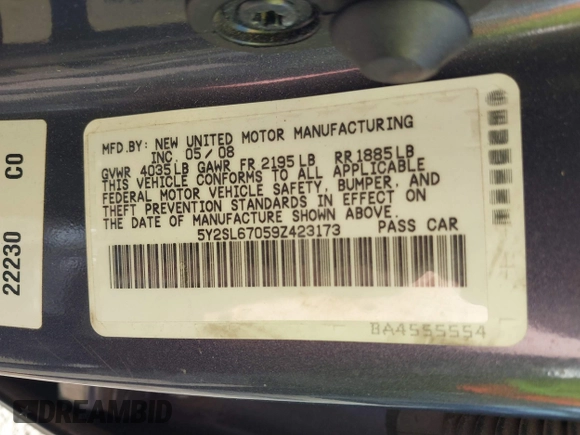 MFD.BY: NEW UNITED MOTOR MANUFACTURING
INC. 05/08
GVWR 4035LB GAWR FR 2195LB RR1885LB
THIS VEHICLE CONFORMS TO ALL APPLICABLE
FEDERAL MOTOR VEHICLE SAFETY, BUMPER, AND
THEFT PREVENTION STANDARDS IN EFFECT ON
THE DATE OF MANUFACTURE SHOWN ABOVE.
5Y2SL67059Z423173 PASS CAR
BA4555554
22230 CO
DREAMBID